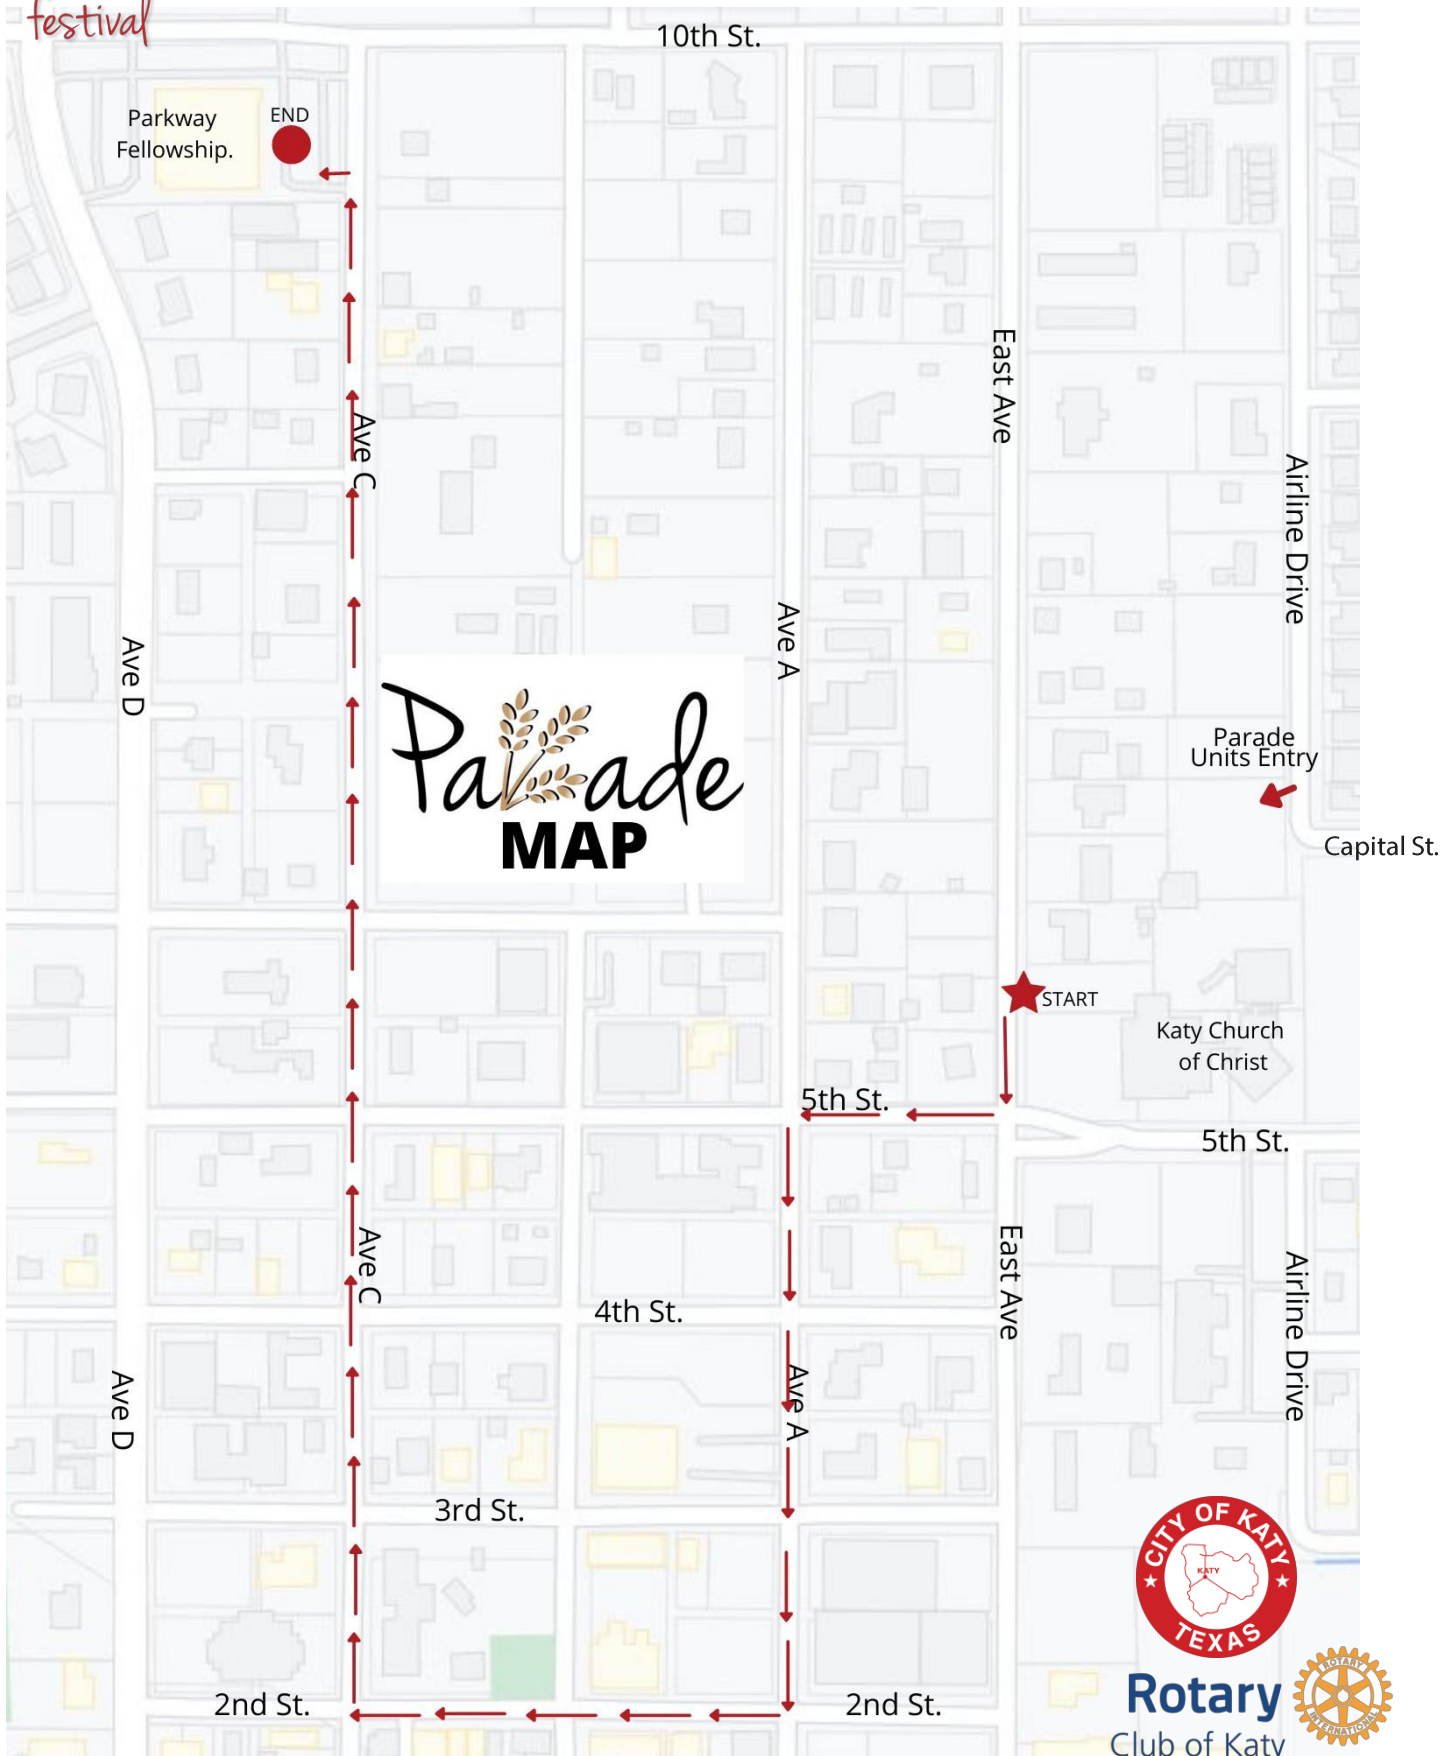 festival
10th St.
Parkway
Fellowship.
END
East Ave
Ave C
Airline Drive
Ave A
Ave D
Parade
MAP
Parade
Units Entry
Capital St.
START
Katy Church
of Christ
5th St.
5th St.
Ave C
East Ave
Airline Drive
4th St.
Ave A
Ave D
3rd St.
CITY OF KATY
KATY
TEXAS
2nd St.
2nd St.
Rotary
ROTARY
INTERNATIONAL
Club of Katy